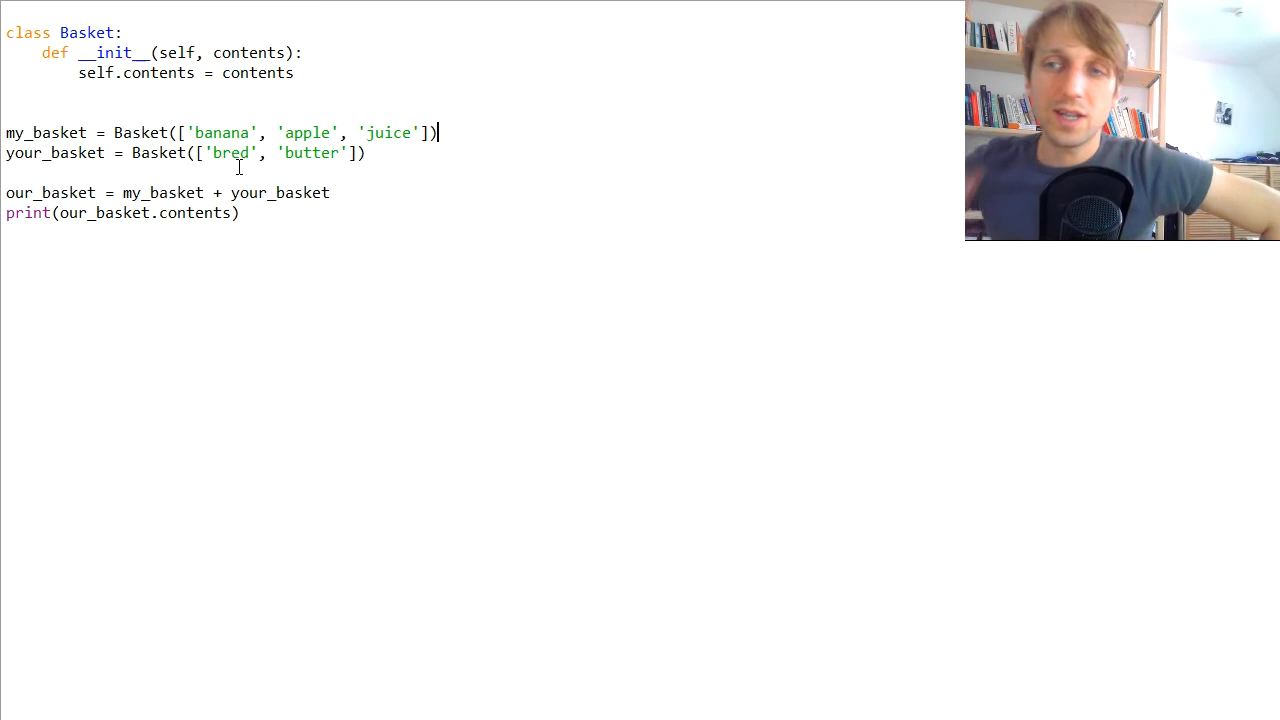 class Basket:
    def __init__(self, contents):
        self.contents = contents
my_basket = Basket(['banana', 'apple', 'juice'])
your_basket = Basket(['bred', 'butter'])
our_basket = my_basket + your_basket
print(our_basket.contents)